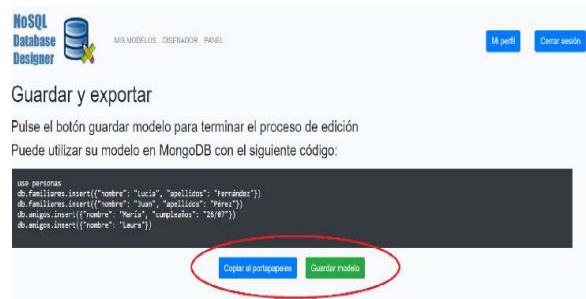 NoSQL
Database
Designer
MIS MODELOS DISEÑADOR PANEL
Mi perfil
Cerrar sesión
Guardar y exportar
Pulse el botón guardar modelo para terminar el proceso de edición
Puede utilizar su modelo en MongoDB con el siguiente código:
use personas
db.familiares.insert({"nombre": "Lucía", "apellidos": "Fernández"})
db.familiares.insert({"nombre": "Juan", "apellidos": "Pérez"})
db.amigos.insert({"nombre": "María", "cumpleaños": "26/07"})
db.amigos.insert({"nombre": "Laura"})
Copiar al portapapeles
Guardar modelo